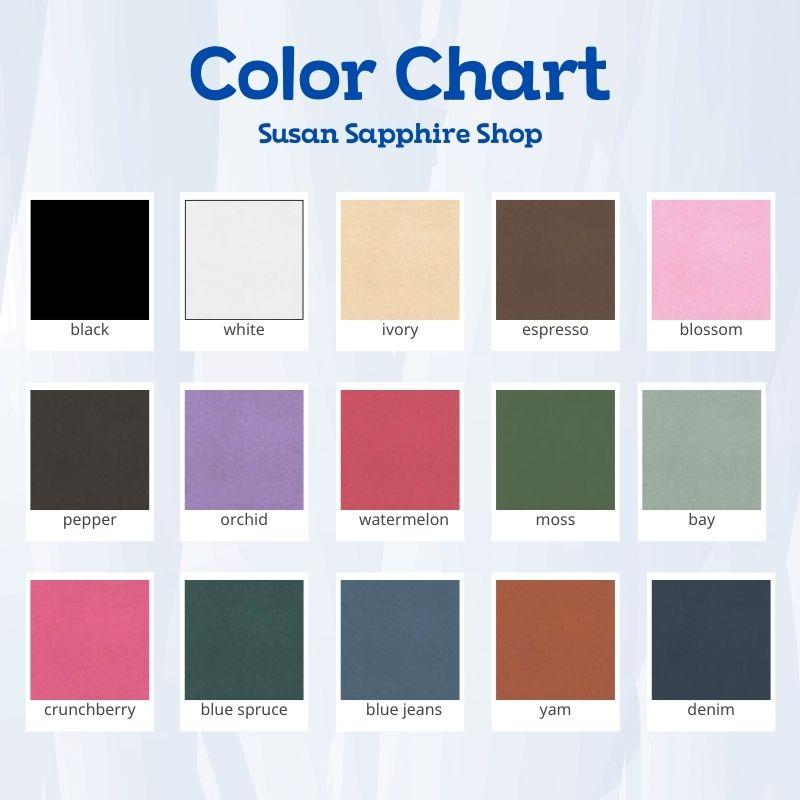 Color Chart
Susan Sapphire Shop
black
white
ivory
espresso
blossom
pepper
orchid
watermelon
moss
bay
crunchberry
blue spruce
blue jeans
yam
denim